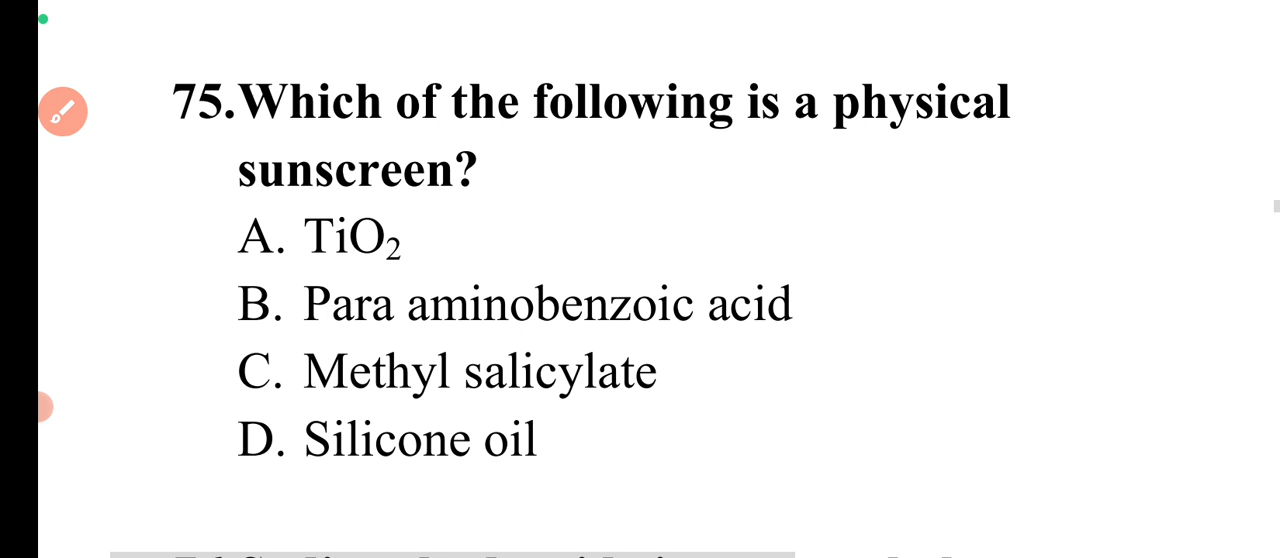 75.Which of the following is a physical
sunscreen?
A. TiO₂
B. Para aminobenzoic acid
C. Methyl salicylate
D. Silicone oil